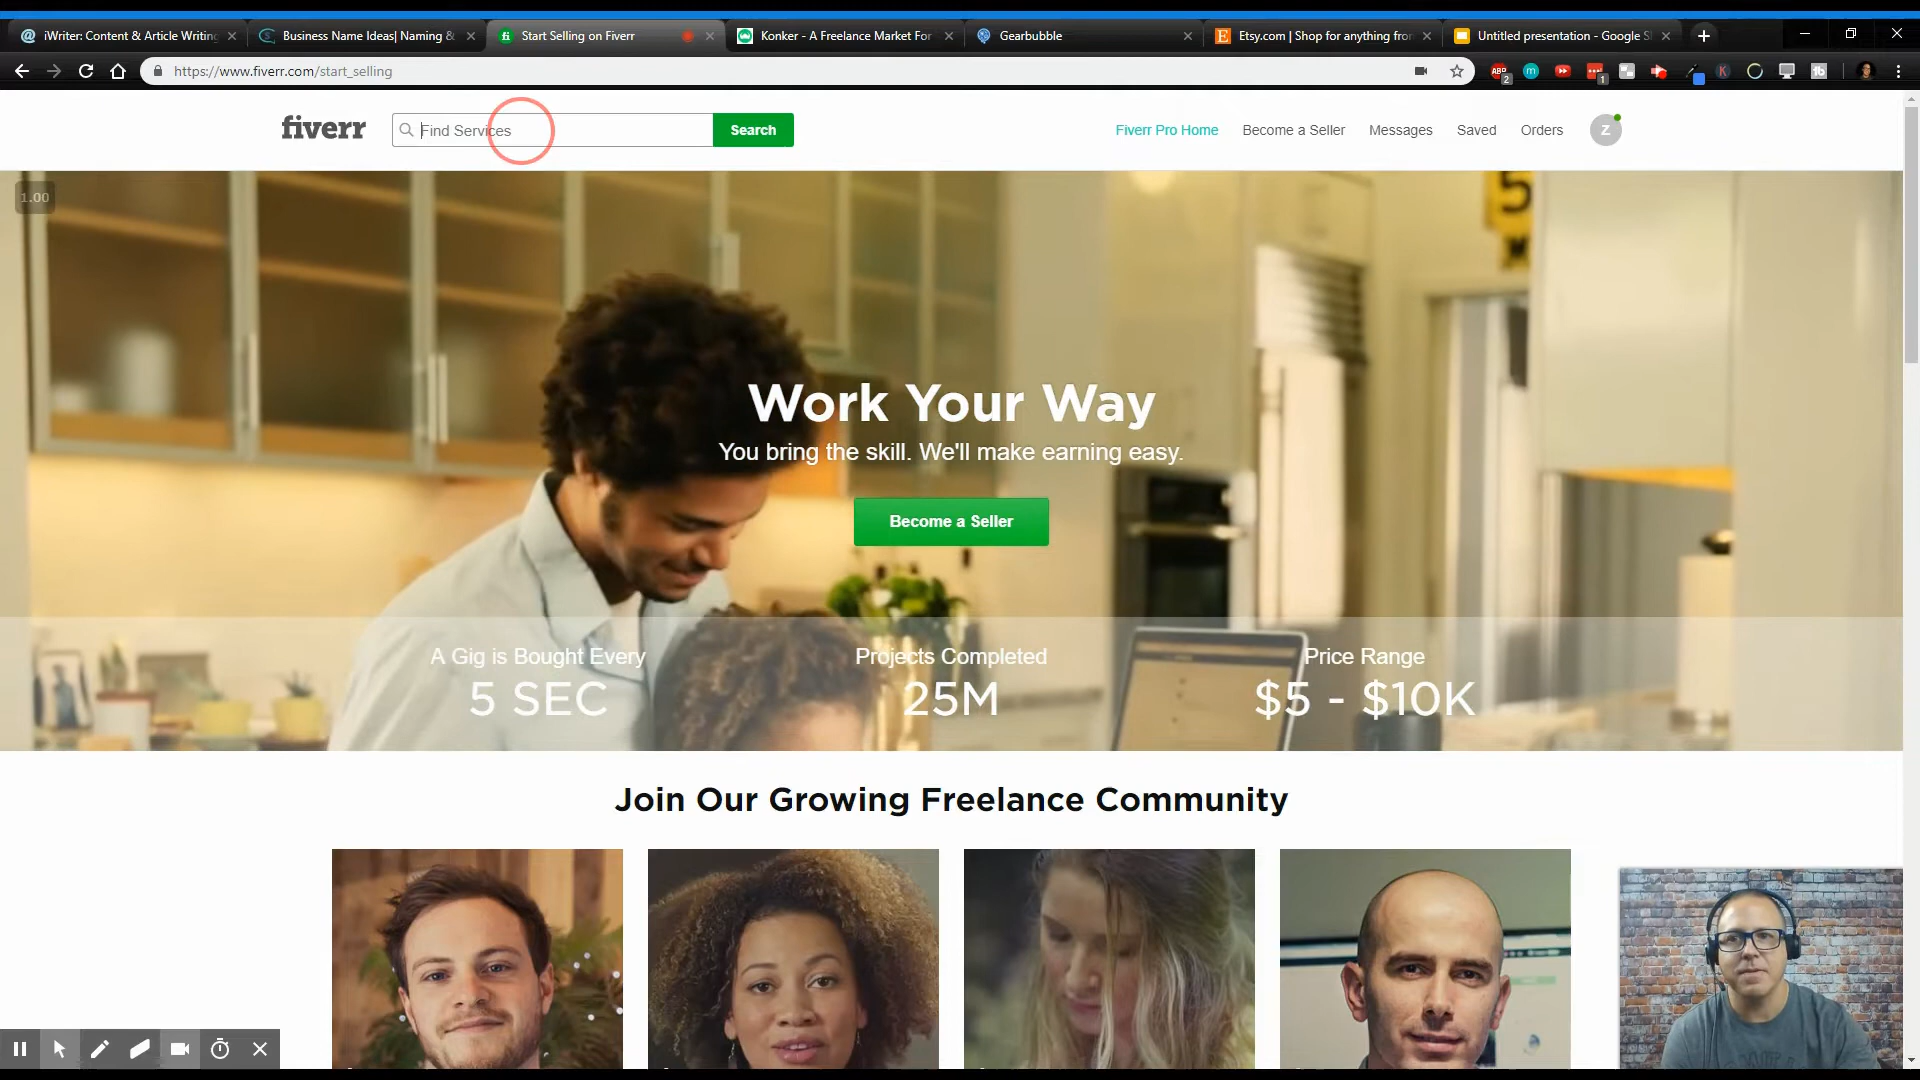 iWriter: Content & Article Writing
Business Name Ideas| Naming &
Start Selling on Fiverr
Konker - A Freelance Market For
Gearbubble
Etsy.com | Shop for anything from
Untitled presentation - Google Sl
https://www.fiverr.com/start_selling
ABP
2
1
fiverr
Find Services
Search
Fiverr Pro Home
Become a Seller
Messages
Saved
Orders
Z
1.00
Work Your Way
You bring the skill. We'll make earning easy.
Become a Seller
A Gig is Bought Every
5 SEC
Projects Completed
25M
Price Range
$5 - $10K
Join Our Growing Freelance Community